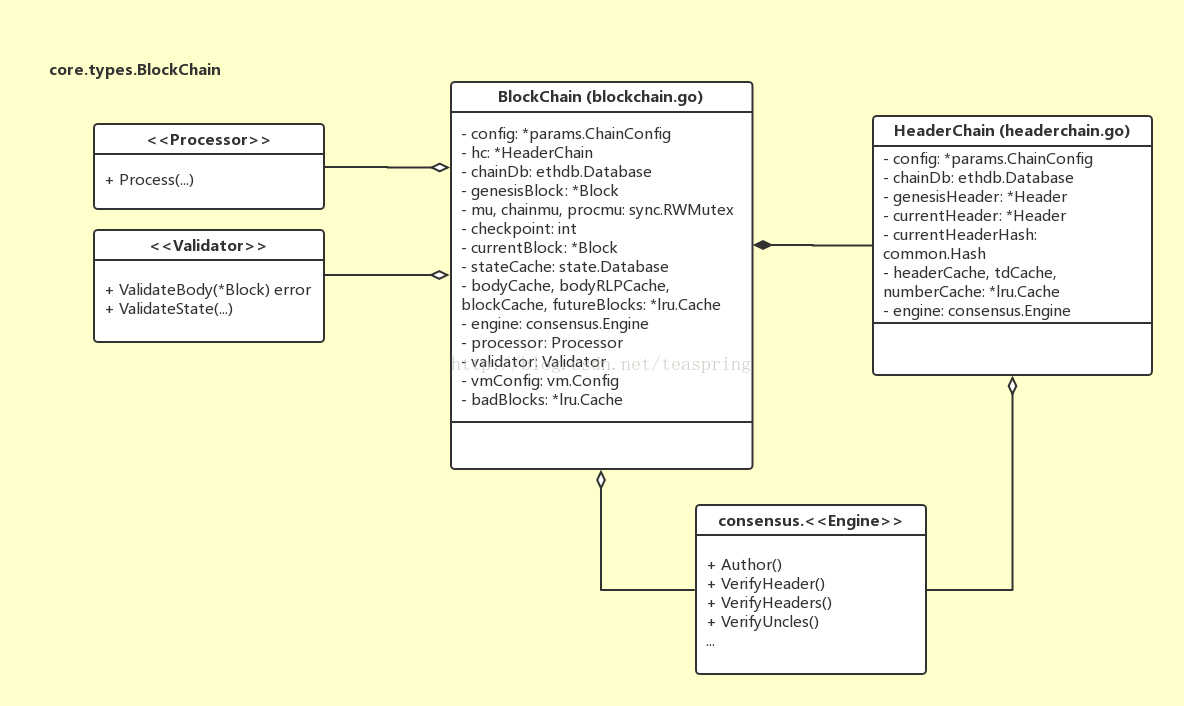 core.types.BlockChain
<<Processor>>
+ Process(...)
<<Validator>>
+ ValidateBody(*Block) error
+ ValidateState(...)
BlockChain (blockchain.go)
- config: *params.ChainConfig
- hc: *HeaderChain
- chainDb: ethdb.Database
- genesisBlock: *Block
- mu, chainmu, procmu: sync.RWMutex
- checkpoint: int
- currentBlock: *Block
- stateCache: state.Database
- bodyCache, bodyRLPCache,
blockCache, futureBlocks: *lru.Cache
- engine: consensus.Engine
- processor: Processor
- validator: Validator
http://blog.csdn.net/teaspring
- vmConfig: vm.Config
- badBlocks: *lru.Cache
HeaderChain (headerchain.go)
- config: *params.ChainConfig
- chainDb: ethdb.Database
- genesisHeader: *Header
- currentHeader: *Header
- currentHeaderHash:
common.Hash
- headerCache, tdCache,
numberCache: *lru.Cache
- engine: consensus.Engine
consensus.<<Engine>>
+ Author()
+ VerifyHeader()
+ VerifyHeaders()
+ VerifyUncles()
...